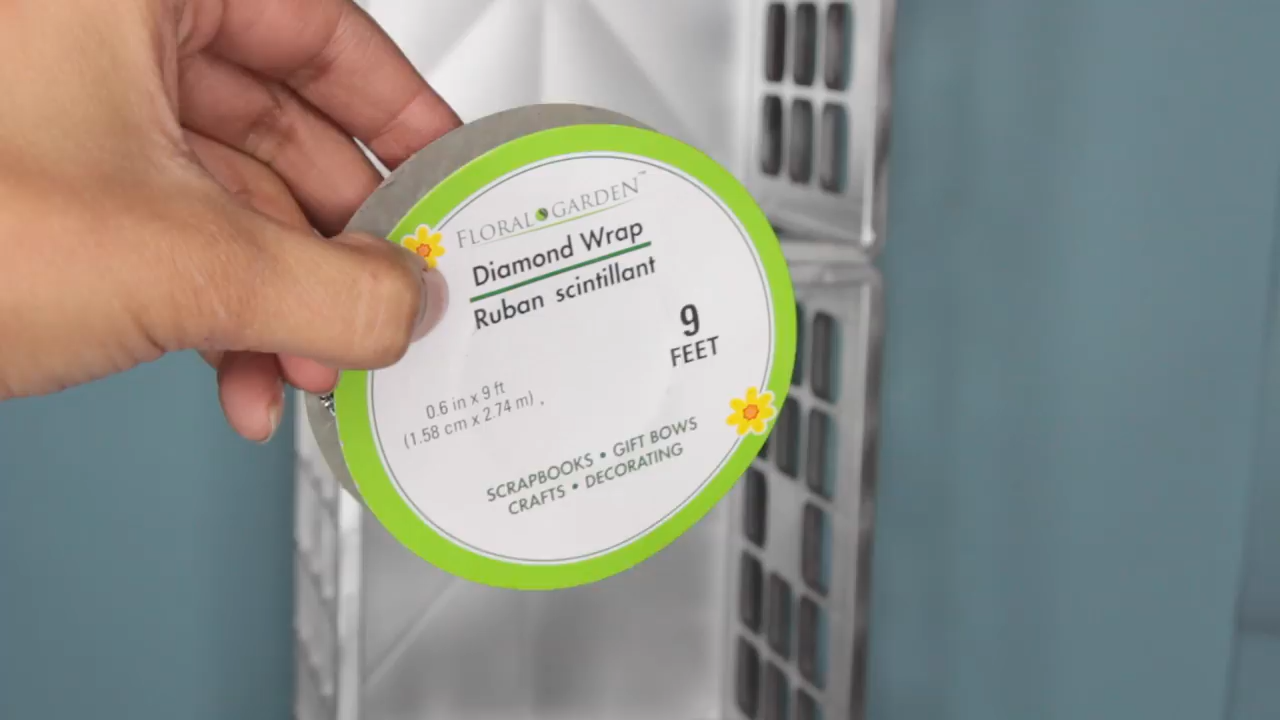 FLORAL GARDEN™
Diamond Wrap
Ruban scintillant
9
FEET
0.6 in x 9 ft
(1.58 cm x 2.74 m)
SCRAPBOOKS • GIFT BOWS
CRAFTS • DECORATING